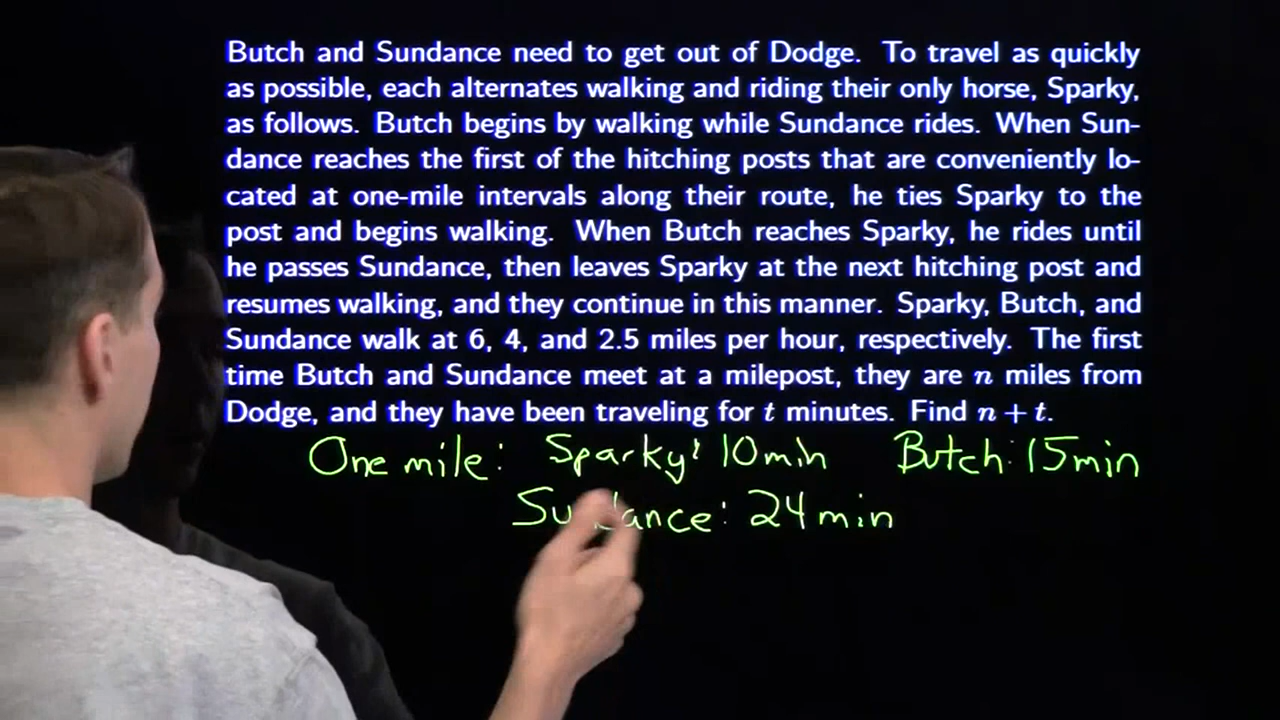 Butch and Sundance need to get out of Dodge. To travel as quickly
as possible, each alternates walking and riding their only horse, Sparky,
as follows. Butch begins by walking while Sundance rides. When Sun-
dance reaches the first of the hitching posts that are conveniently lo-
cated at one-mile intervals along their route, he ties Sparky to the
post and begins walking. When Butch reaches Sparky, he rides until
he passes Sundance, then leaves Sparky at the next hitching post and
resumes walking, and they continue in this manner. Sparky, Butch, and
Sundance walk at 6, 4, and 2.5 miles per hour, respectively. The first
time Butch and Sundance meet at a milepost, they are n miles from
Dodge, and they have been traveling for t minutes. Find n + t.
One mile: Sparky: 10min Butch: 15min
Sundance: 24min